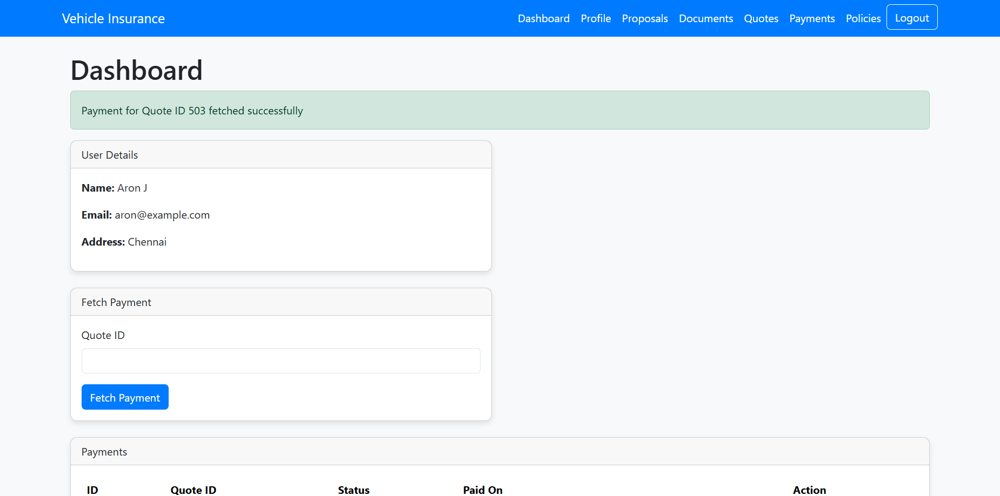 Vehicle Insurance Dashboard Profile Proposals Documents Quotes Payments Policies Logout
Dashboard
Payment for Quote ID 503 fetched successfully
User Details
Name: Aron J
Email: aron@example.com
Address: Chennai
Fetch Payment
Quote ID
Fetch Payment
Payments
ID Quote ID Status Paid On Action